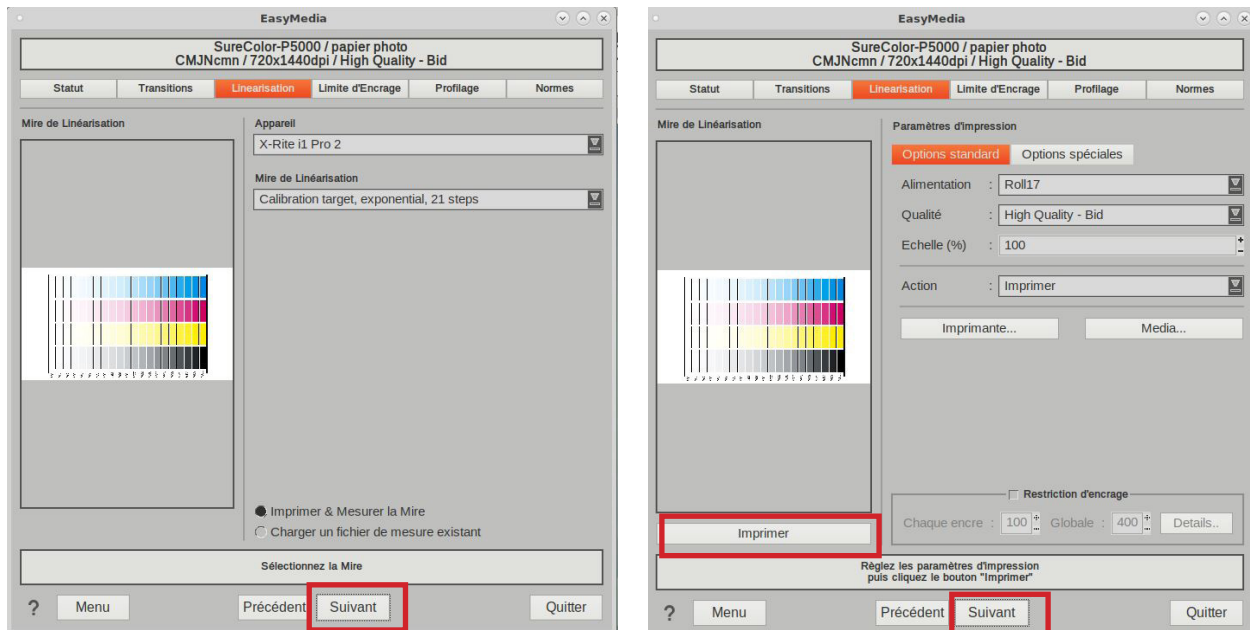 EasyMedia
SureColor-P5000 / papier photo
CMJNcmn / 720x1440dpi / High Quality - Bid
Statut Transitions Linearisation Limite d'Encrage Profilage Normes
Mire de Linéarisation
Appareil
X-Rite i1 Pro 2
Mire de Linéarisation
Calibration target, exponential, 21 steps
Imprimer & Mesurer la Mire
Charger un fichier de mesure existant
Sélectionnez la Mire
? Menu Précédent Suivant Quitter
EasyMedia
SureColor-P5000 / papier photo
CMJNcmn / 720x1440dpi / High Quality - Bid
Statut Transitions Linearisation Limite d'Encrage Profilage Normes
Mire de Linéarisation
Paramètres d'impression
Options standard Options spéciales
Alimentation : Roll17
Qualité : High Quality - Bid
Echelle (%) : 100
Action : Imprimer
Imprimante... Media...
Restriction d'encrage
Chaque encre : 100 Globale : 400 Details..
Imprimer
Règlez les paramètres d'impression
puis cliquez le bouton "Imprimer"
? Menu Précédent Suivant Quitter